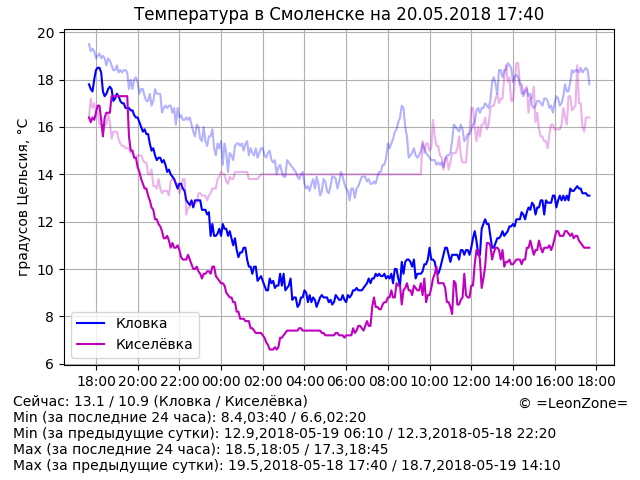 Температура в Смоленске на 20.05.2018 17:40
градусов Цельсия, °C
20
18
16
14
12
10
8
6
Кловка
Киселёвка
18:00 20:00 22:00 00:00 02:00 04:00 06:00 08:00 10:00 12:00 14:00 16:00 18:00
Сейчас: 13.1 / 10.9 (Кловка / Киселёвка)
© =LeonZone=
Min (за последние 24 часа): 8.4,03:40 / 6.6,02:20
Min (за предыдущие сутки): 12.9,2018-05-19 06:10 / 12.3,2018-05-18 22:20
Max (за последние 24 часа): 18.5,18:05 / 17.3,18:45
Max (за предыдущие сутки): 19.5,2018-05-18 17:40 / 18.7,2018-05-19 14:10